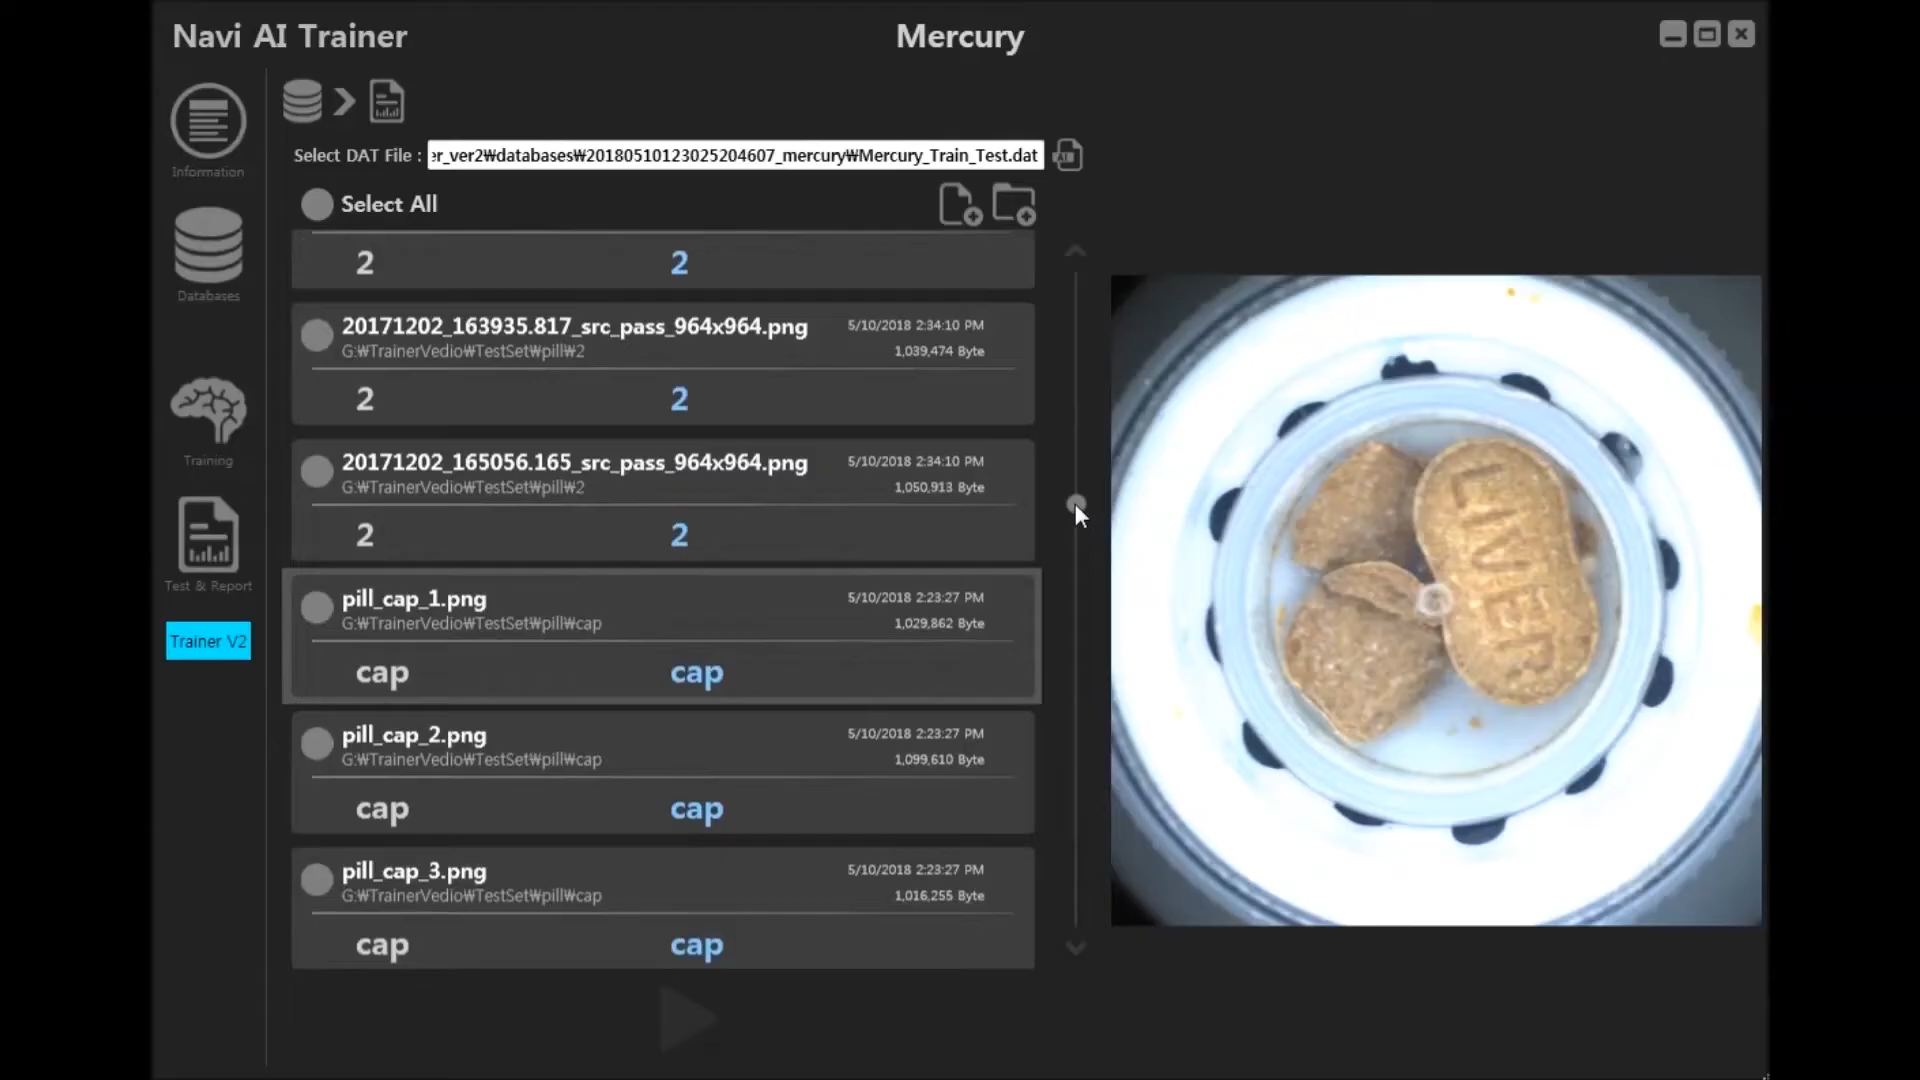 Navi AI Trainer
Mercury
Information
Databases
Training
Test & Report
Trainer V2
Select DAT File :
er_ver2₩databases₩20180510123025204607_mercury₩Mercury_Train_Test.dat
AI
Select All
2 2
20171202_163935.817_src_pass_964x964.png 5/10/2018 2:34:10 PM
G:₩TrainerVedio₩TestSet₩pill₩2 1,039,474 Byte
2 2
20171202_165056.165_src_pass_964x964.png 5/10/2018 2:34:10 PM
G:₩TrainerVedio₩TestSet₩pill₩2 1,050,913 Byte
2 2
pill_cap_1.png 5/10/2018 2:23:27 PM
G:₩TrainerVedio₩TestSet₩pill₩cap 1,029,862 Byte
cap cap
pill_cap_2.png 5/10/2018 2:23:27 PM
G:₩TrainerVedio₩TestSet₩pill₩cap 1,099,610 Byte
cap cap
pill_cap_3.png 5/10/2018 2:23:27 PM
G:₩TrainerVedio₩TestSet₩pill₩cap 1,016,255 Byte
cap cap
LIVER